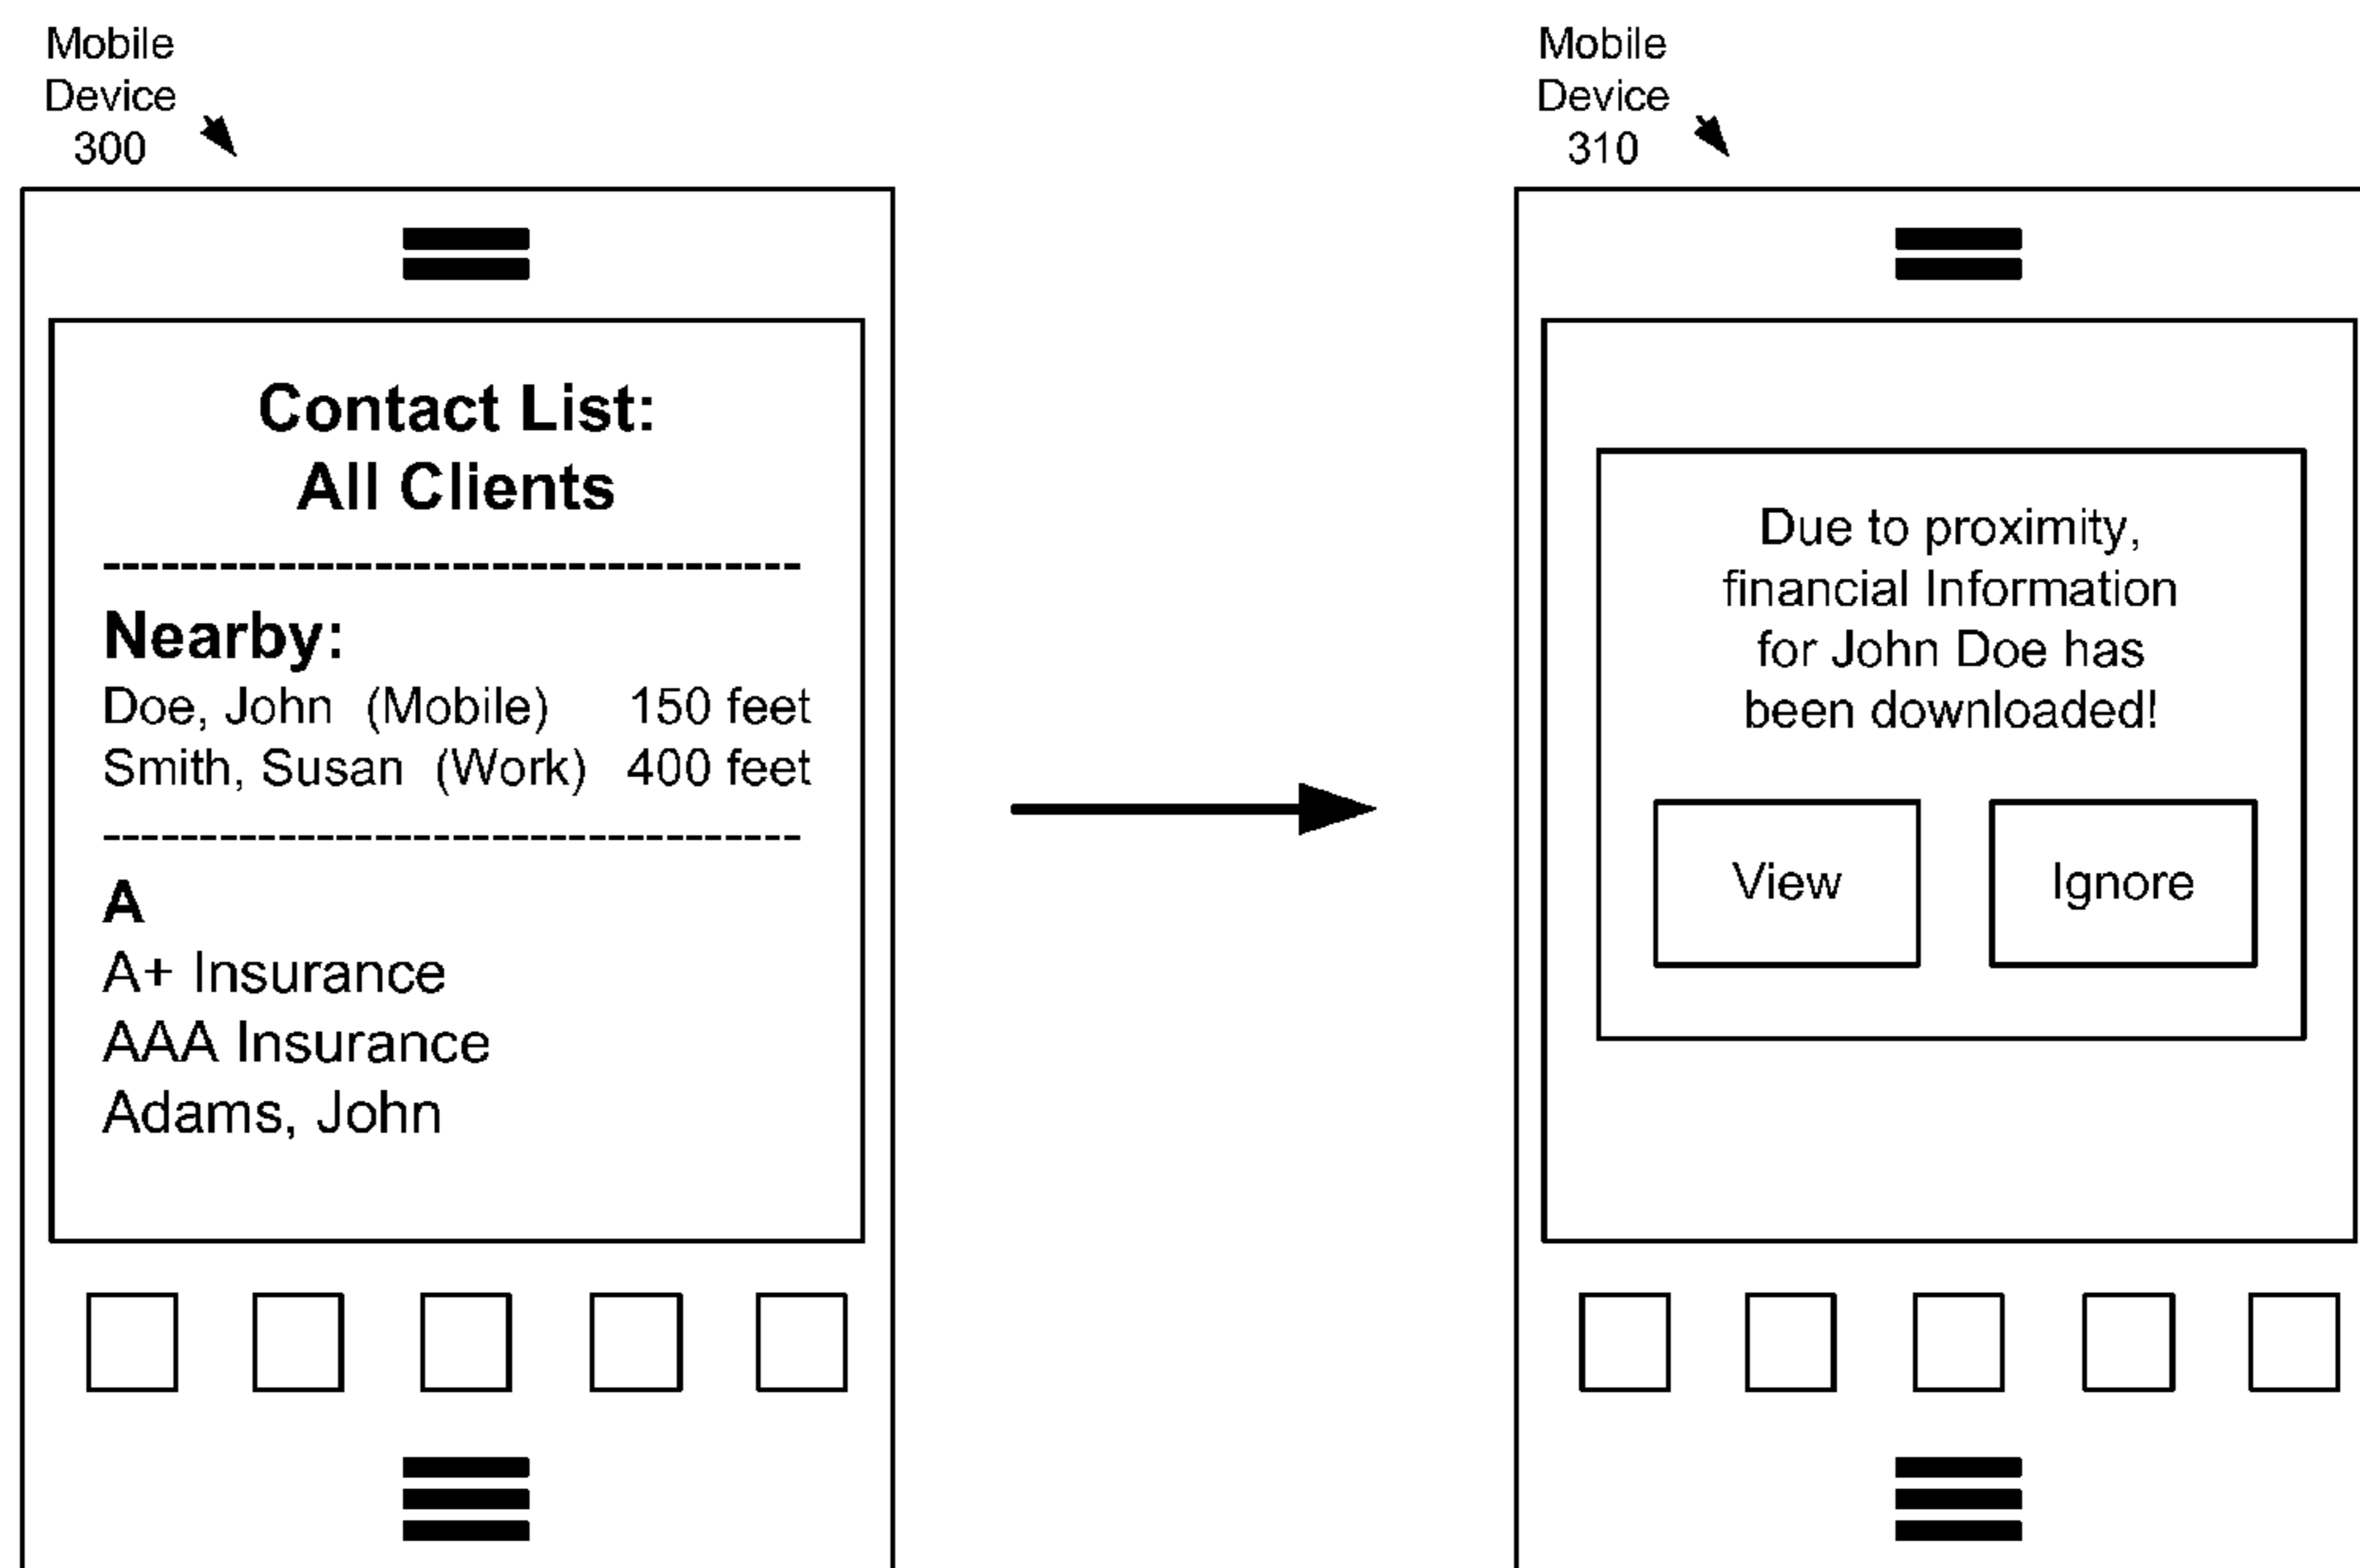 Mobile
Device
300
Contact List:
All Clients
-------------------------------------
Nearby:
Doe, John (Mobile) 150 feet
Smith, Susan (Work) 400 feet
-------------------------------------
A
A+ Insurance
AAA Insurance
Adams, John
Mobile
Device
310
Due to proximity,
financial Information
for John Doe has
been downloaded!
View
Ignore